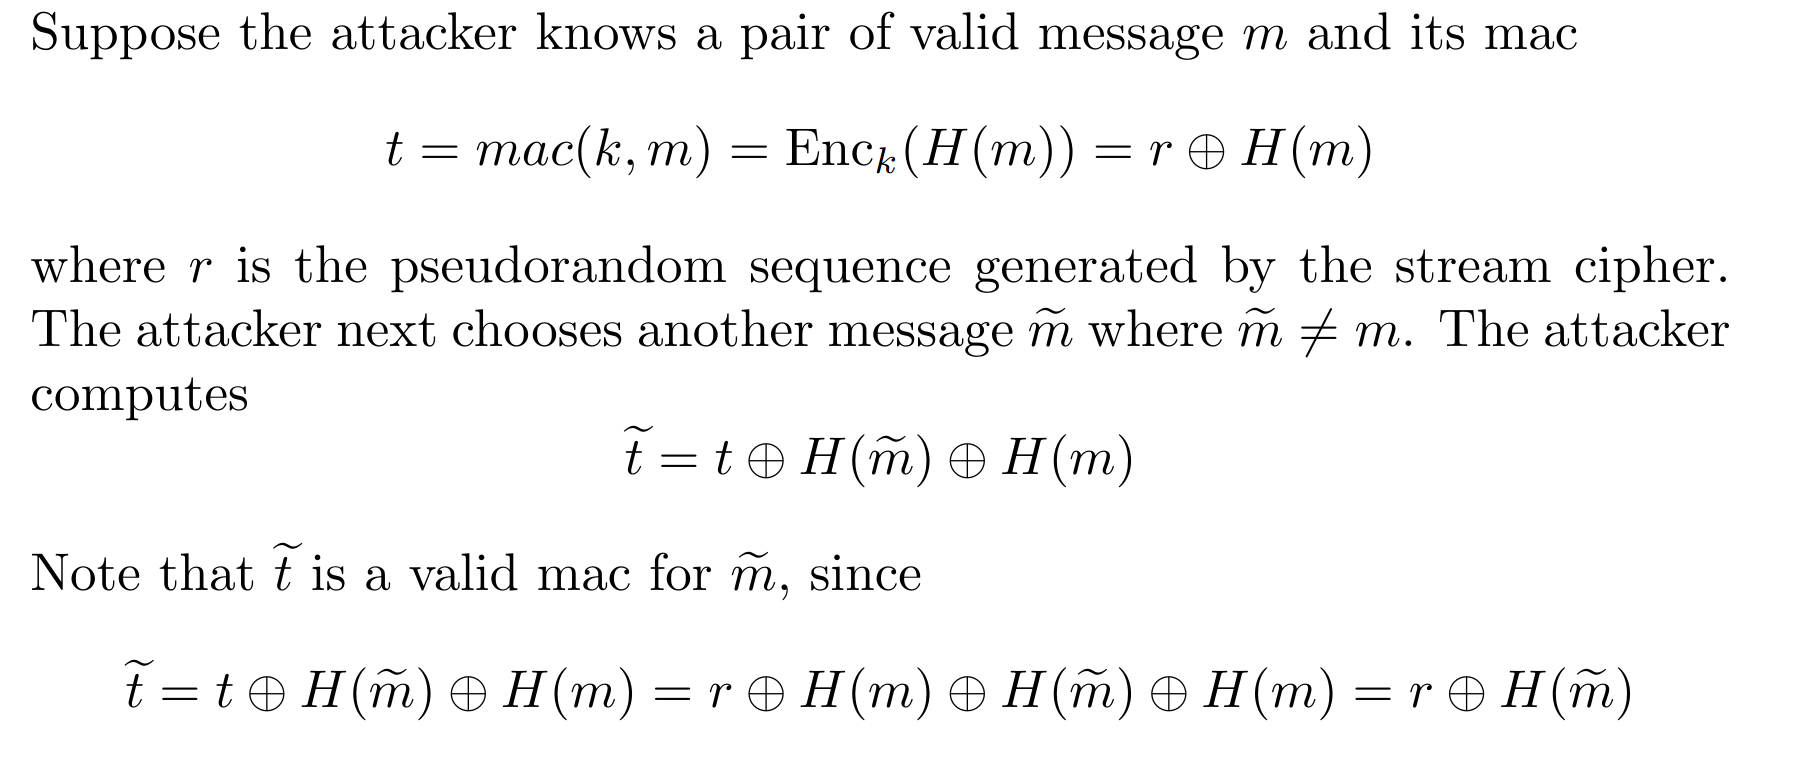 Suppose the attacker knows a pair of valid message m and its mac
t = mac(k, m) = Encₖ(H(m)) = r ⊕ H(m)
where r is the pseudorandom sequence generated by the stream cipher.
The attacker next chooses another message m̃ where m̃ ≠ m. The attacker
computes
t̃ = t ⊕ H(m̃) ⊕ H(m)
Note that t̃ is a valid mac for m̃, since
t̃ = t ⊕ H(m̃) ⊕ H(m) = r ⊕ H(m) ⊕ H(m̃) ⊕ H(m) = r ⊕ H(m̃)